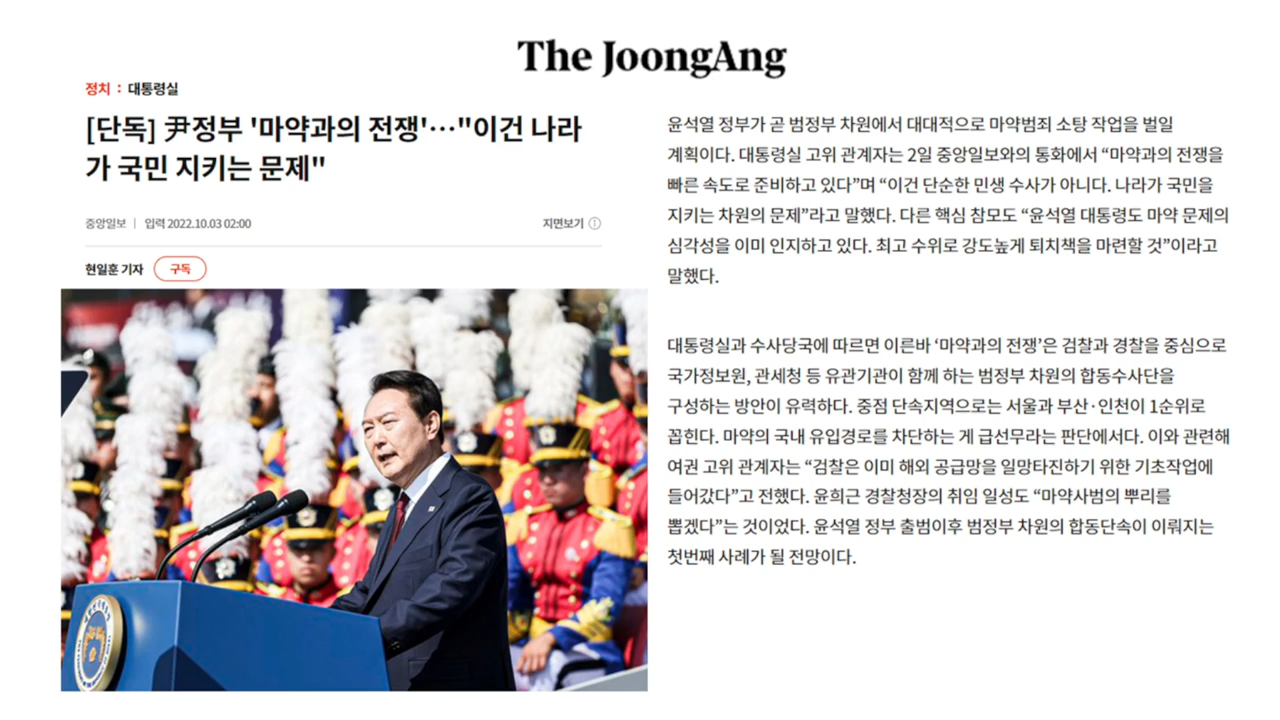 The JoongAng
정치 : 대통령실
[단독] 尹정부 '마약과의 전쟁'…"이건 나라
가 국민 지키는 문제"
중앙일보 | 입력 2022.10.03 02:00
지면보기
현일훈 기자 구독
윤석열 정부가 곧 범정부 차원에서 대대적으로 마약범죄 소탕 작업을 벌일
계획이다. 대통령실 고위 관계자는 2일 중앙일보와의 통화에서 “마약과의 전쟁을
빠른 속도로 준비하고 있다”며 “이건 단순한 민생 수사가 아니다. 나라가 국민을
지키는 차원의 문제”라고 말했다. 다른 핵심 참모도 “윤석열 대통령도 마약 문제의
심각성을 이미 인지하고 있다. 최고 수위로 강도높게 퇴치책을 마련할 것”이라고
말했다.
대통령실과 수사당국에 따르면 이른바 ‘마약과의 전쟁’은 검찰과 경찰을 중심으로
국가정보원, 관세청 등 유관기관이 함께 하는 범정부 차원의 합동수사단을
구성하는 방안이 유력하다. 중점 단속지역으로는 서울과 부산·인천이 1순위로
꼽힌다. 마약의 국내 유입경로를 차단하는 게 급선무라는 판단에서다. 이와 관련해
여권 고위 관계자는 “검찰은 이미 해외 공급망을 일망타진하기 위한 기초작업에
들어갔다”고 전했다. 윤희근 경찰청장의 취임 일성도 “마약사범의 뿌리를
뽑겠다”는 것이었다. 윤석열 정부 출범이후 범정부 차원의 합동단속이 이뤄지는
첫번째 사례가 될 전망이다.